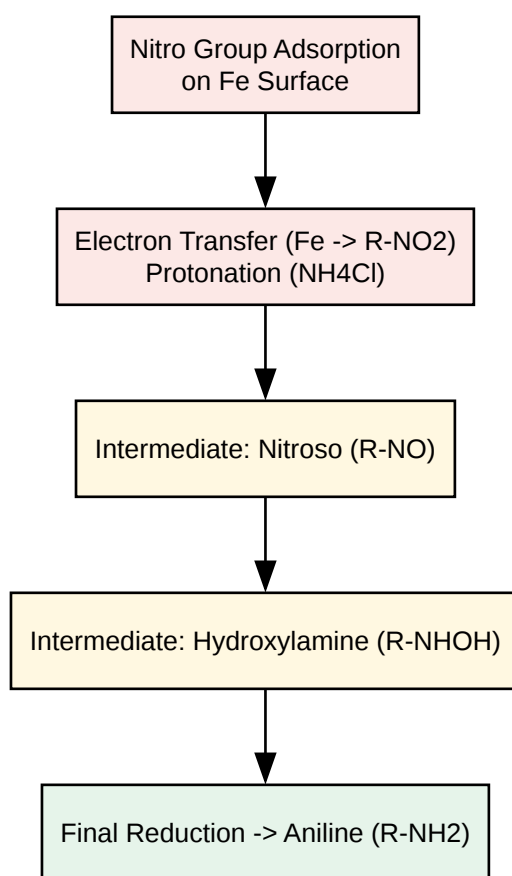 Nitro Group Adsorption
on Fe Surface
Electron Transfer (Fe -> R-NO2)
Protonation (NH4Cl)
Intermediate: Nitroso (R-NO)
Intermediate: Hydroxylamine (R-NHOH)
Final Reduction -> Aniline (R-NH2)